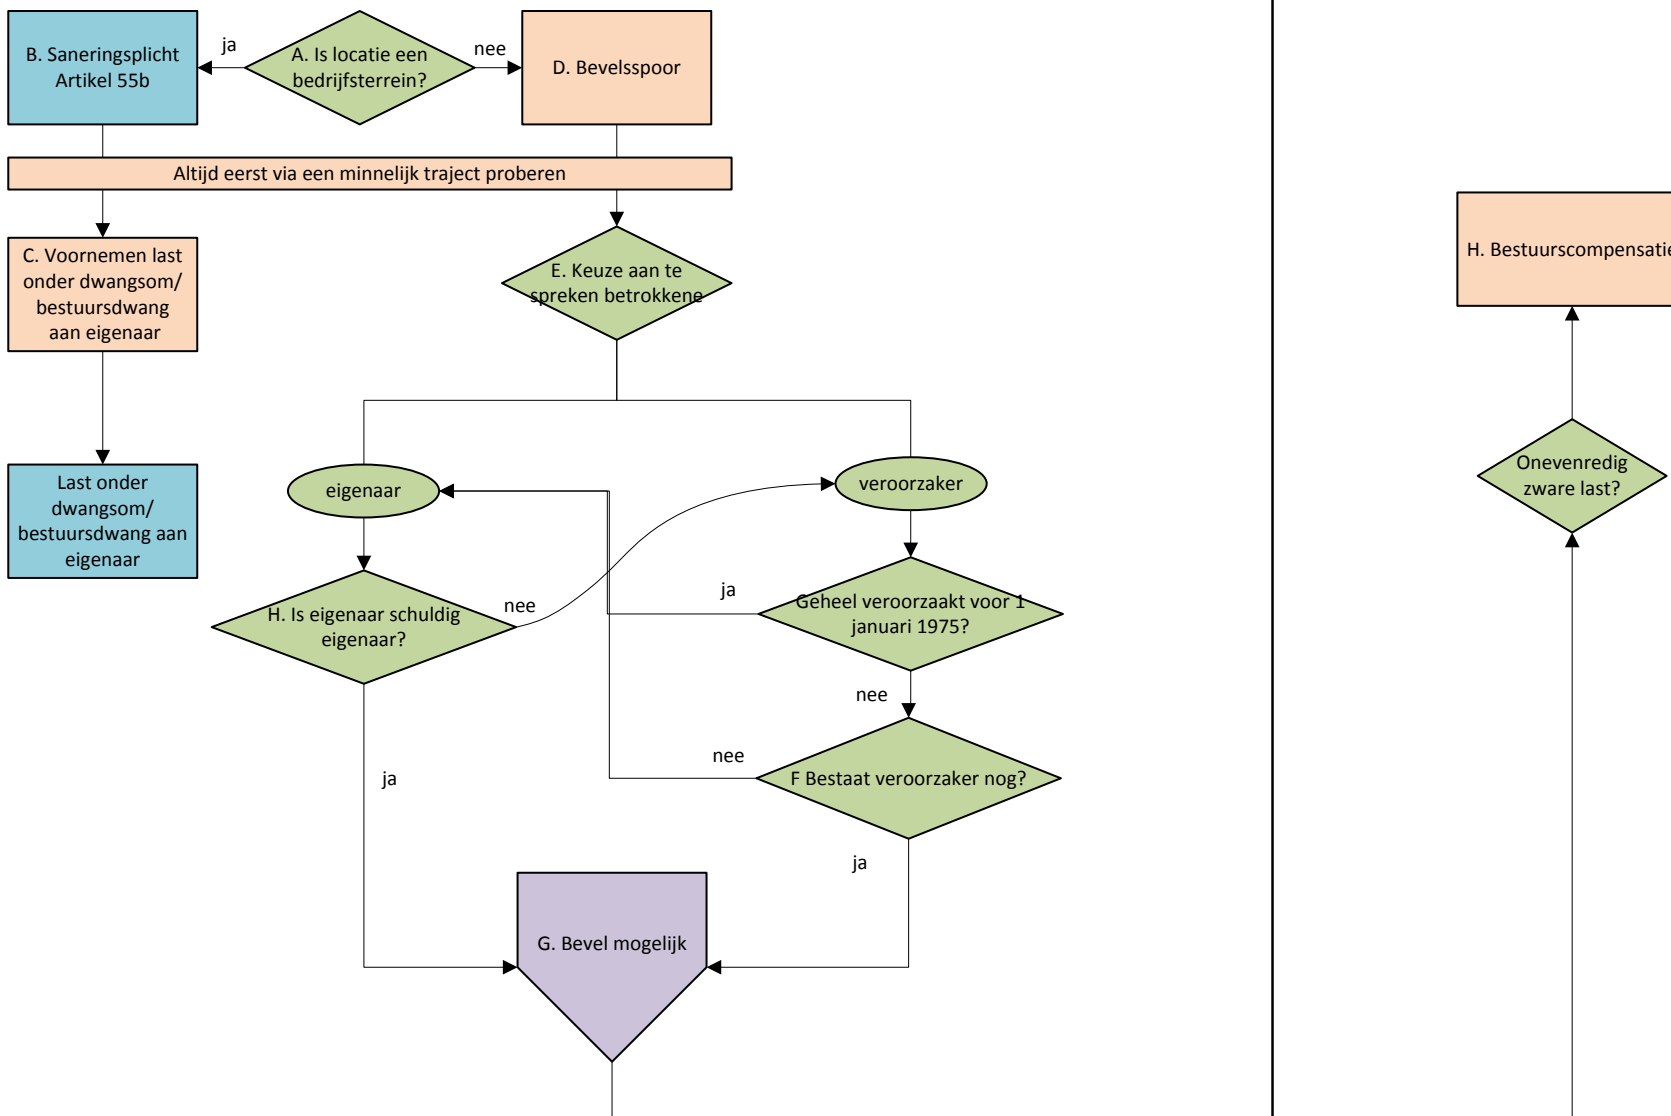 B. Saneringsplicht
Artikel 55b
ja
A. Is locatie een
bedrijfsterrein?
nee
D. Bevelsspoor
Altijd eerst via een minnelijk traject proberen
C. Voornemen last
onder dwangsom/
bestuursdwang
aan eigenaar
E. Keuze aan te
spreken betrokkene
H. Bestuurscompensatie
Last onder
dwangsom/
bestuursdwang aan
eigenaar
eigenaar
veroorzaker
Onevenredig
zware last?
H. Is eigenaar schuldig
eigenaar?
nee
ja
Geheel veroorzaakt voor 1
januari 1975?
nee
nee
F Bestaat veroorzaker nog?
ja
ja
G. Bevel mogelijk